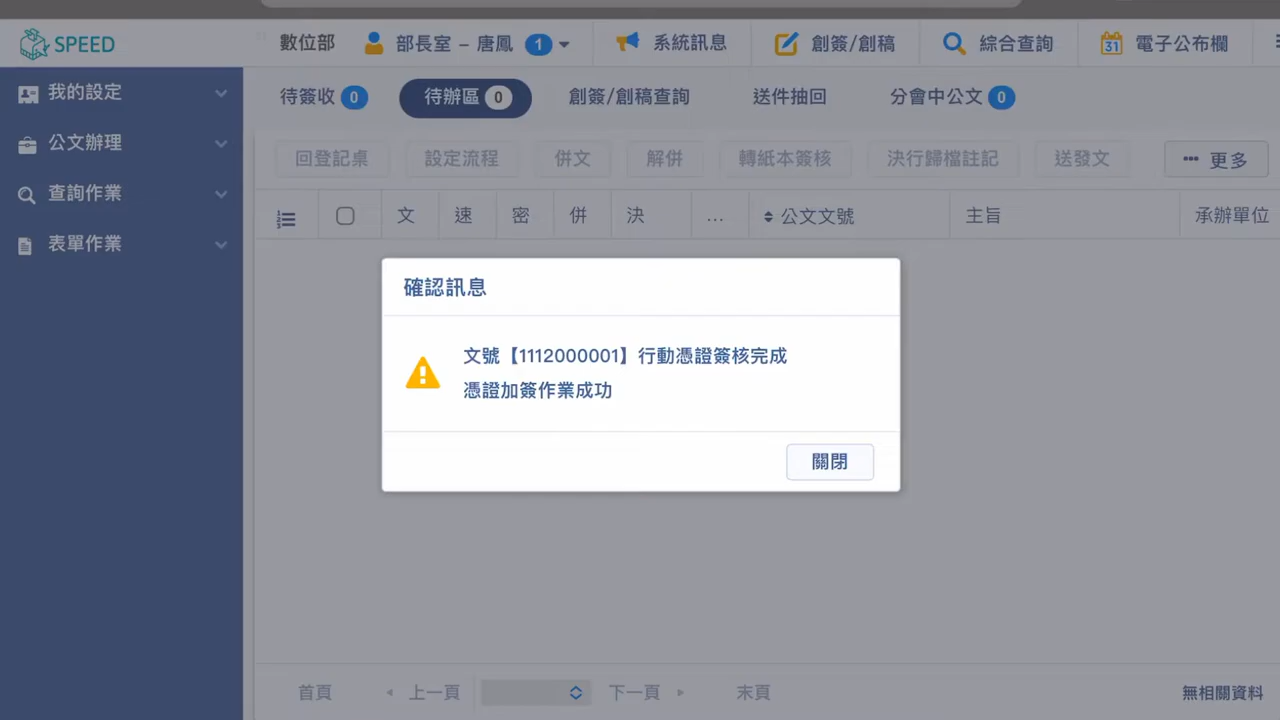 SPEED
數位部
部長室 – 唐鳳 1
系統訊息
創簽/創稿
綜合查詢
31 電子公布欄
我的設定
公文辦理
查詢作業
表單作業
待簽收 0
待辦區 0
創簽/創稿查詢
送件抽回
分會中公文 0
回登記桌
設定流程
併文
解併
轉紙本簽核
決行歸檔註記
送發文
··· 更多
文
速
密
併
決
...
公文文號
主旨
承辦單位
確認訊息
文號【1112000001】行動憑證簽核完成
憑證加簽作業成功
關閉
首頁
上一頁
下一頁
末頁
無相關資料